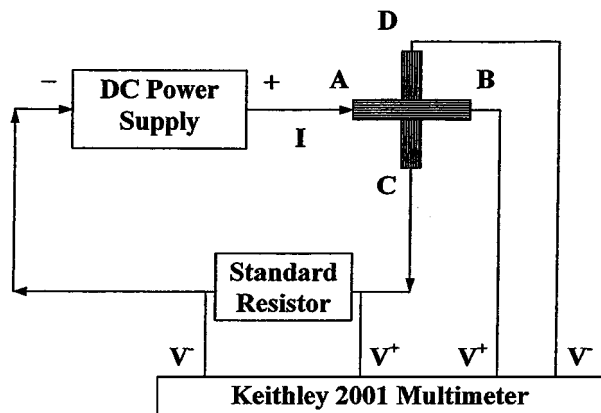 D
− DC Power + A B
Supply
I
C
Standard
Resistor
V⁻ V⁺ V⁺ V⁻
Keithley 2001 Multimeter